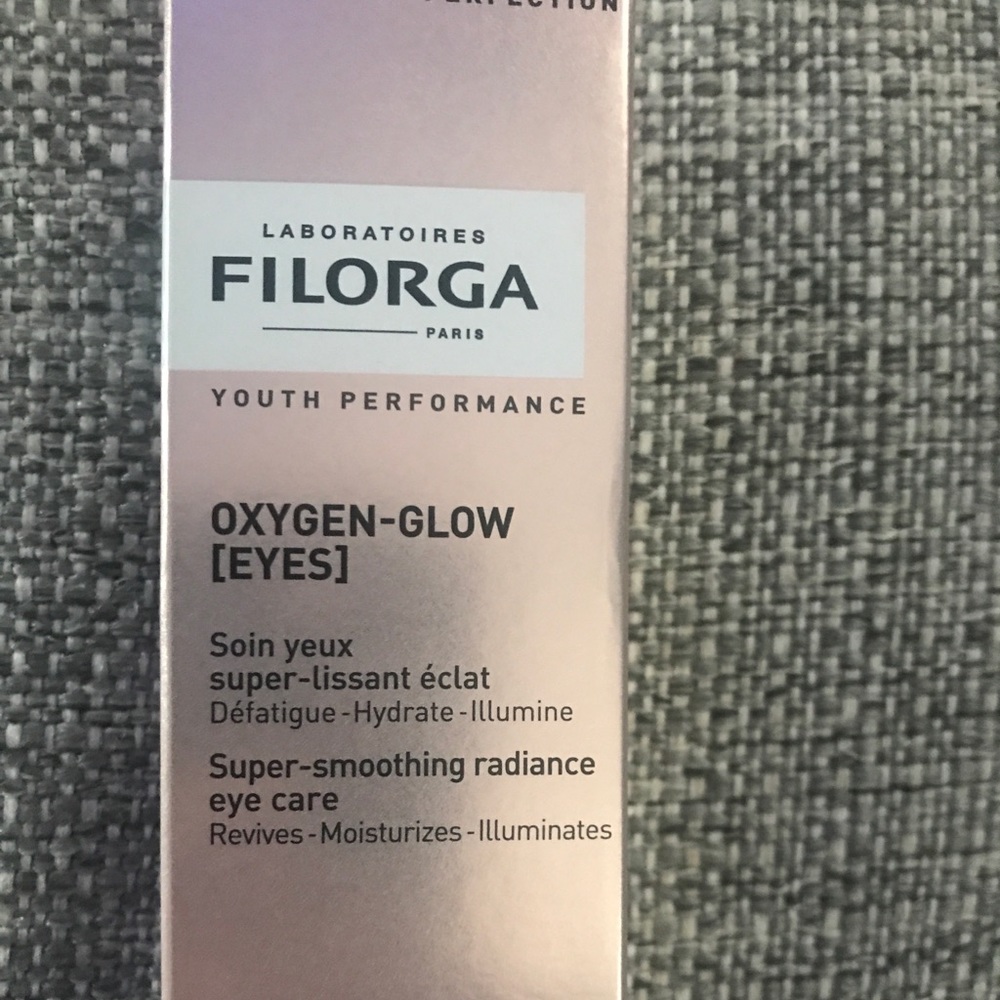 LABORATOIRES
FILORGA
PARIS
YOUTH PERFORMANCE
OXYGEN-GLOW
[EYES]
Soin yeux
super-lissant éclat
Défatigue-Hydrate-Illumine
Super-smoothing radiance
eye care
Revives-Moisturizes-Illuminates